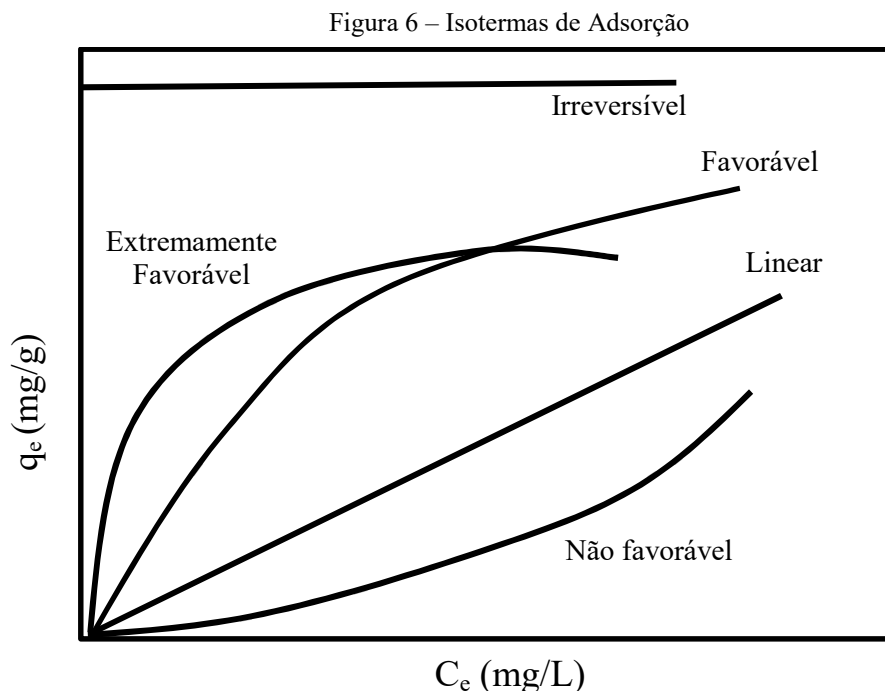 Figura 6 – Isotermas de Adsorção
Irreversível
Favorável
Extremamente
Favorável
Linear
Não favorável
qe (mg/g)
Ce (mg/L)